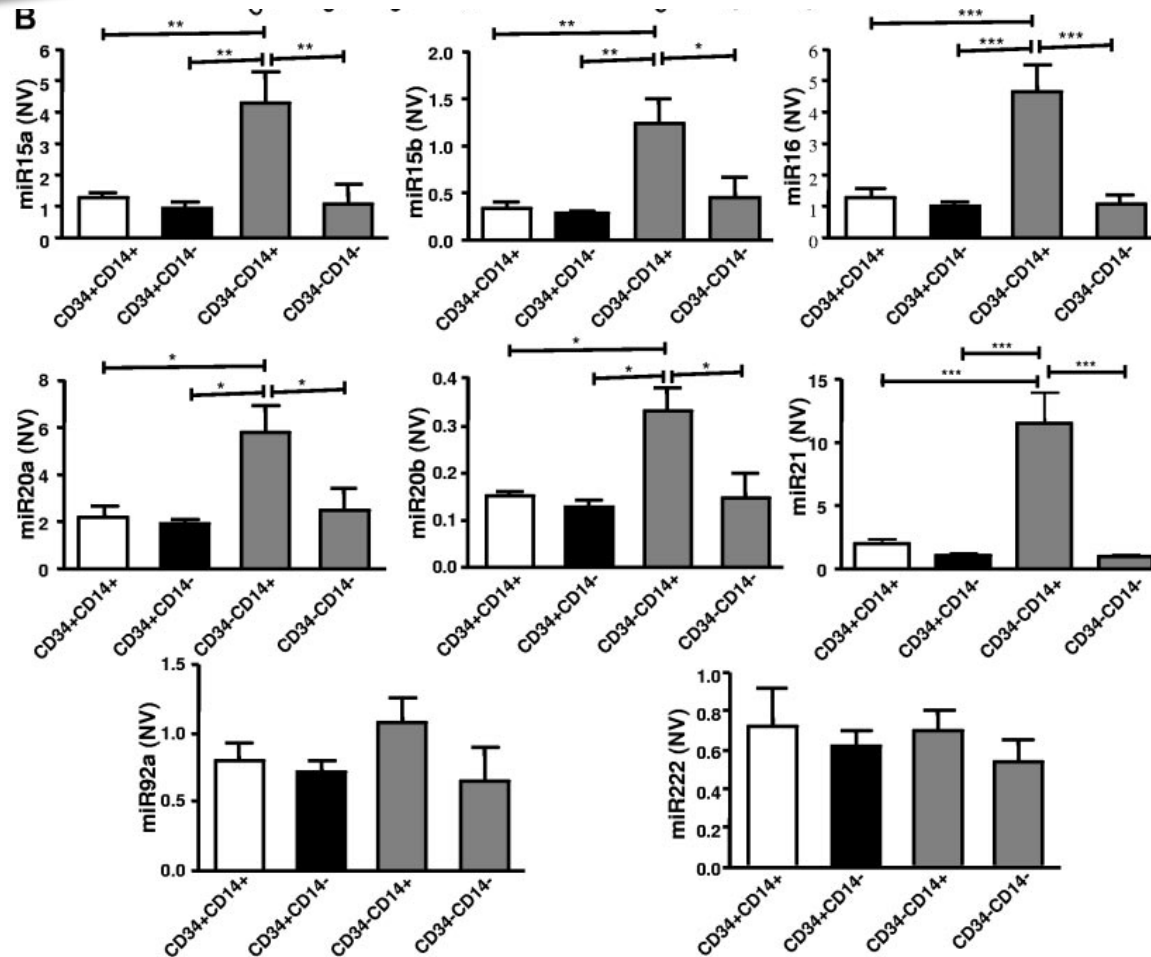 B
** ** **
miR15a (NV)
6
5
4
3
2
1
0
CD34+CD14+ CD34+CD14- CD34-CD14+ CD34-CD14-
** ** *
miR15b (NV)
2.0
1.5
1.0
0.5
0.0
CD34+CD14+ CD34+CD14- CD34-CD14+ CD34-CD14-
*** *** ***
miR16 (NV)
6
5
4
3
2
1
0
CD34+CD14+ CD34+CD14- CD34-CD14+ CD34-CD14-
* * *
miR20a (NV)
8
6
4
2
0
CD34+CD14+ CD34+CD14- CD34-CD14+ CD34-CD14-
* * *
miR20b (NV)
0.4
0.3
0.2
0.1
0.0
CD34+CD14+ CD34+CD14- CD34-CD14+ CD34-CD14-
*** *** ***
miR21 (NV)
15
10
5
0
CD34+CD14+ CD34+CD14- CD34-CD14+ CD34-CD14-
miR92a (NV)
1.5
1.0
0.5
0.0
CD34+CD14+ CD34+CD14- CD34-CD14+ CD34-CD14-
miR222 (NV)
1.0
0.8
0.6
0.4
0.2
0.0
CD34+CD14+ CD34+CD14- CD34-CD14+ CD34-CD14-